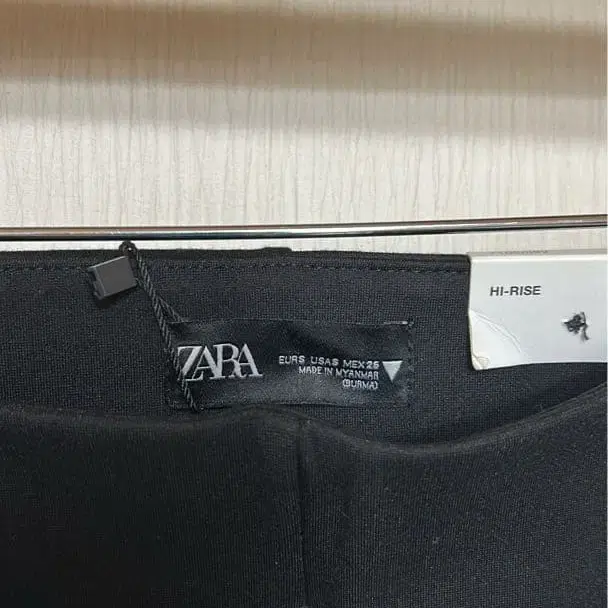 HI-RISE
ZARA
EUR S USA S MEX 26
MADE IN MYANMAR
(BURMA)